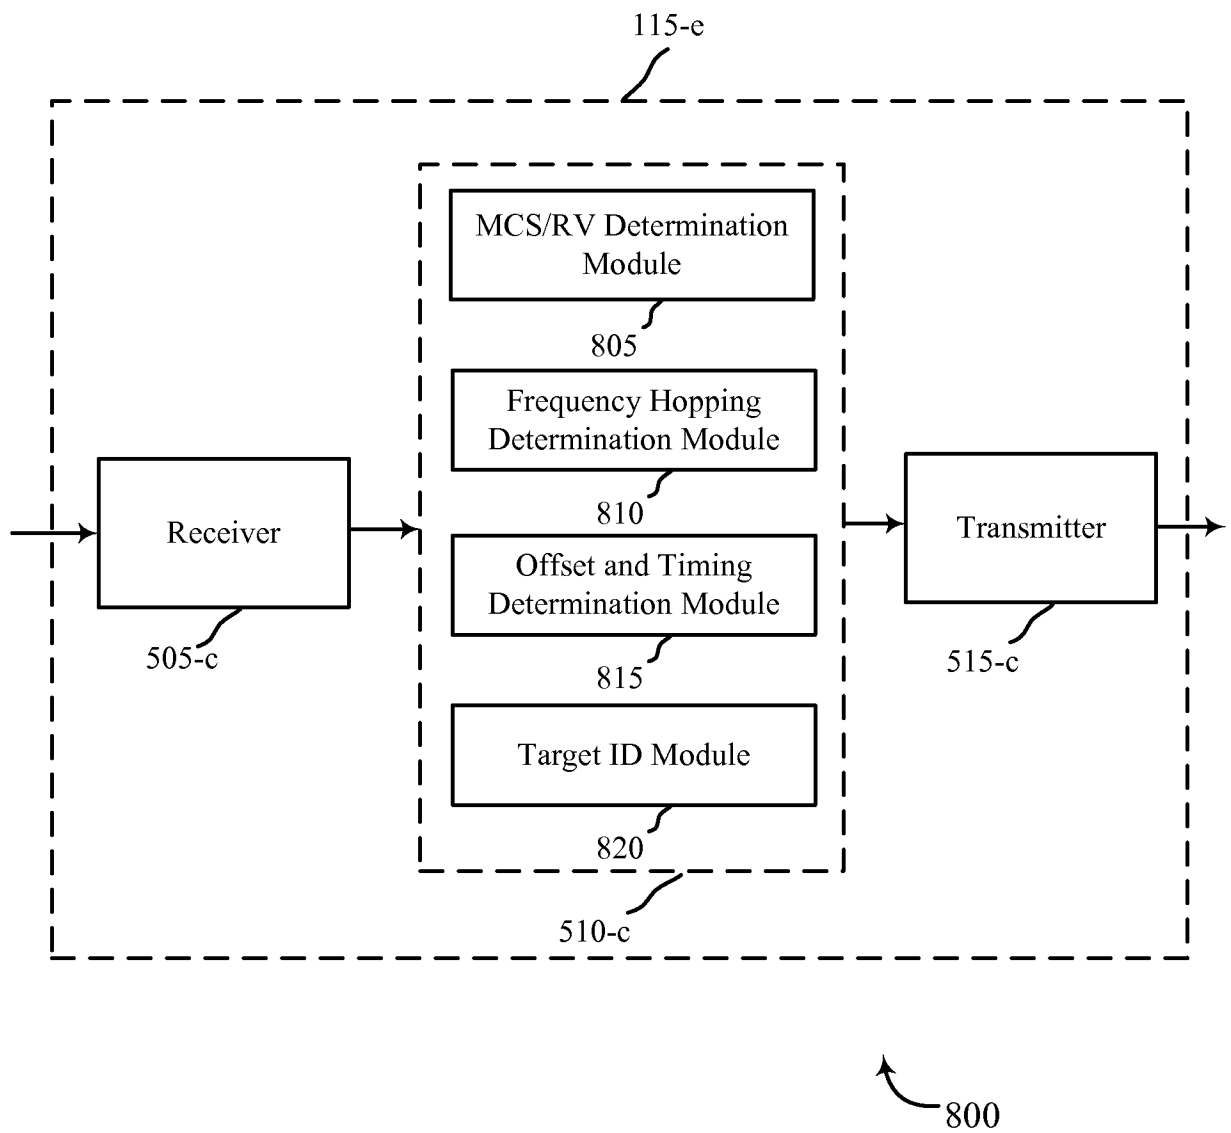 115-e
MCS/RV Determination
Module
805
Frequency Hopping
Determination Module
810
Receiver
505-c
Transmitter
515-c
Offset and Timing
Determination Module
815
Target ID Module
820
510-c
800